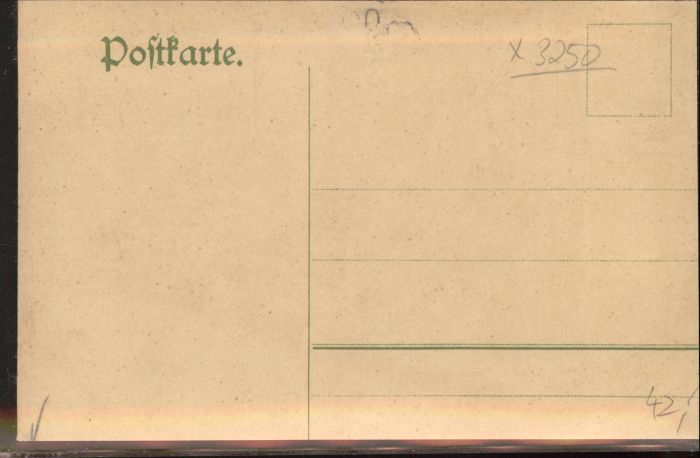 Poſtkarte.
x 3250
42,